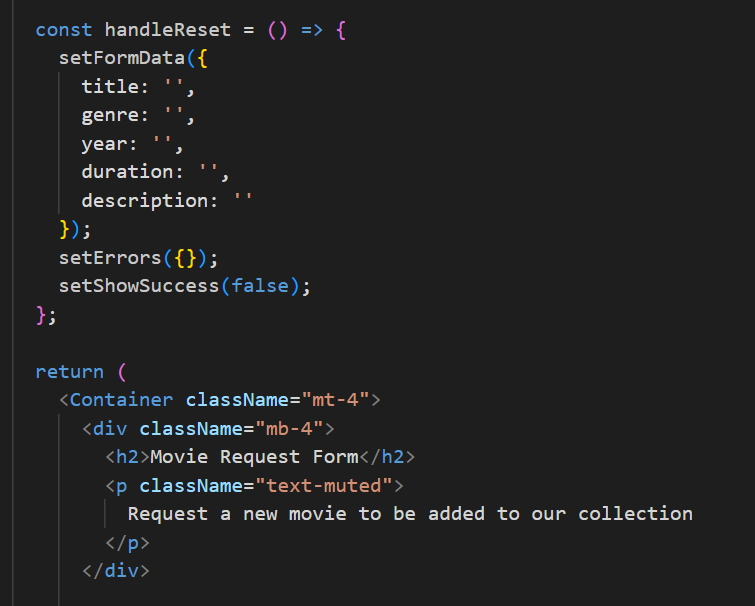 const handleReset = () => {
  setFormData({
    title: '',
    genre: '',
    year: '',
    duration: '',
    description: ''
  });
  setErrors({});
  setShowSuccess(false);
};

return (
  <Container className="mt-4">
    <div className="mb-4">
      <h2>Movie Request Form</h2>
      <p className="text-muted">
        Request a new movie to be added to our collection
      </p>
    </div>